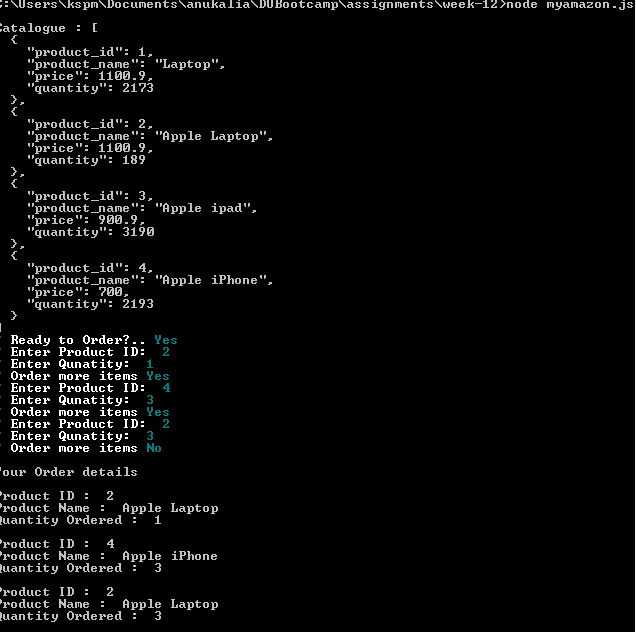 C:\Users\kspm\Documents\anukalia\DUBootcamp\assignments\week-12>node myamazon.js
Catalogue : [
{
"product_id": 1,
"product_name": "Laptop",
"price": 1100.9,
"quantity": 2173
},
{
"product_id": 2,
"product_name": "Apple Laptop",
"price": 1100.9,
"quantity": 189
},
{
"product_id": 3,
"product_name": "Apple ipad",
"price": 900.9,
"quantity": 3190
},
{
"product_id": 4,
"product_name": "Apple iPhone",
"price": 700,
"quantity": 2193
}
]
? Ready to Order?.. Yes
? Enter Product ID: 2
? Enter Qunatity: 1
? Order more items Yes
? Enter Product ID: 4
? Enter Qunatity: 3
? Order more items Yes
? Enter Product ID: 2
? Enter Qunatity: 3
? Order more items No
Your Order details
Product ID : 2
Product Name : Apple Laptop
Quantity Ordered : 1
Product ID : 4
Product Name : Apple iPhone
Quantity Ordered : 3
Product ID : 2
Product Name : Apple Laptop
Quantity Ordered : 3